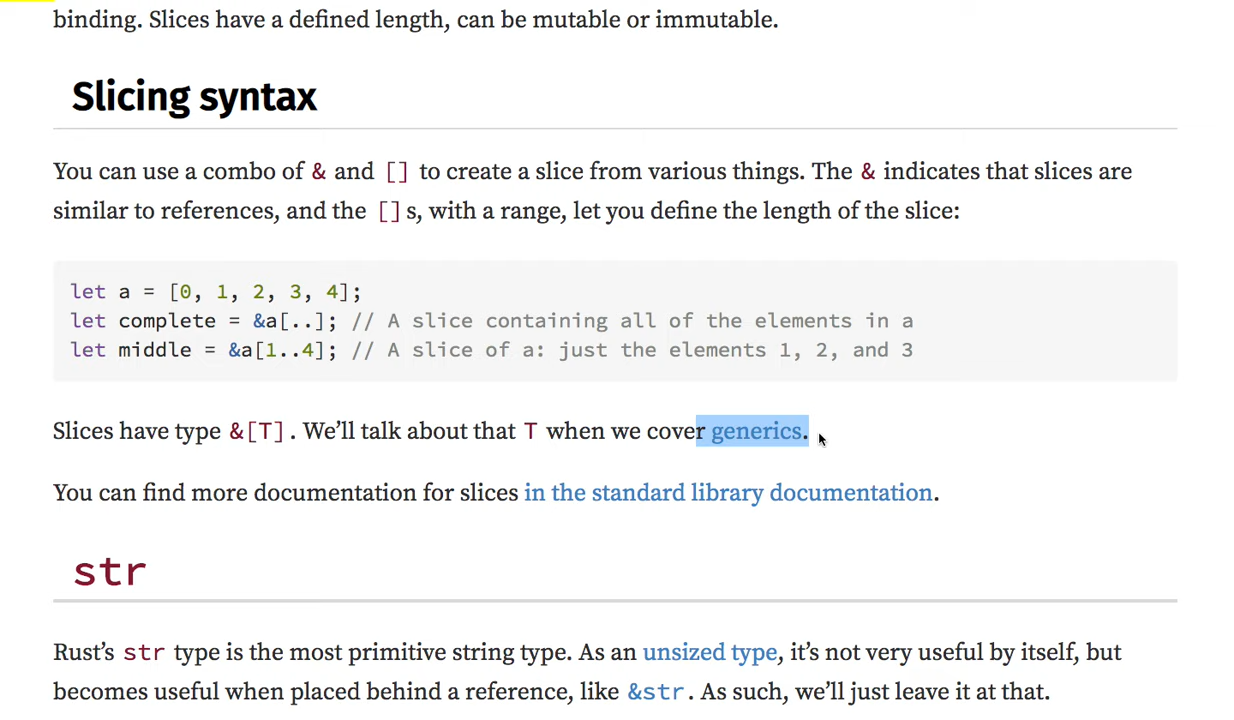 binding. Slices have a defined length, can be mutable or immutable.
Slicing syntax
You can use a combo of & and [] to create a slice from various things. The & indicates that slices are
similar to references, and the []s, with a range, let you define the length of the slice:
let a = [0, 1, 2, 3, 4];
let complete = &a[..]; // A slice containing all of the elements in a
let middle = &a[1..4]; // A slice of a: just the elements 1, 2, and 3
Slices have type &[T]. We’ll talk about that T when we cover generics.
You can find more documentation for slices in the standard library documentation.
str
Rust’s str type is the most primitive string type. As an unsized type, it’s not very useful by itself, but
becomes useful when placed behind a reference, like &str. As such, we’ll just leave it at that.